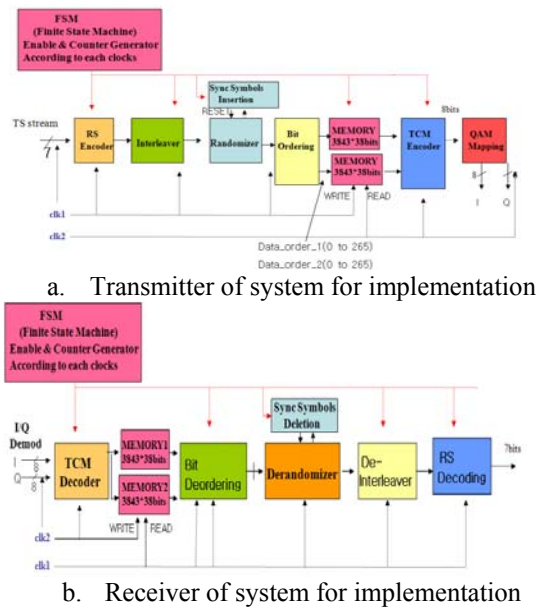 FSM
(Finite State Machine)
Enable & Counter Generator
According to each clocks
Sync Symbols
Insertion
RESET
TS stream
7
RS
Encoder
Interleaver
Randomizer
Bit
Ordering
MEMORY
3843*38bits
MEMORY
3843*38bits
TCM
Encoder
8bits
QAM
Mapping
8
8
I
Q
WRITE
READ
clk1
clk2
Data_order_1(0 to 265)
Data_order_2(0 to 265)
a. Transmitter of system for implementation
FSM
(Finite State Machine)
Enable & Counter Generator
According to each clocks
Sync Symbols
Deletion
I/Q
Demod
I
8
Q
8
TCM
Decoder
MEMORY1
3843*38bits
MEMORY2
3843*38bits
Bit
Deordering
Derandomizer
De-
Interleaver
RS
Decoding
7bits
WRITE
READ
clk2
clk1
b. Receiver of system for implementation